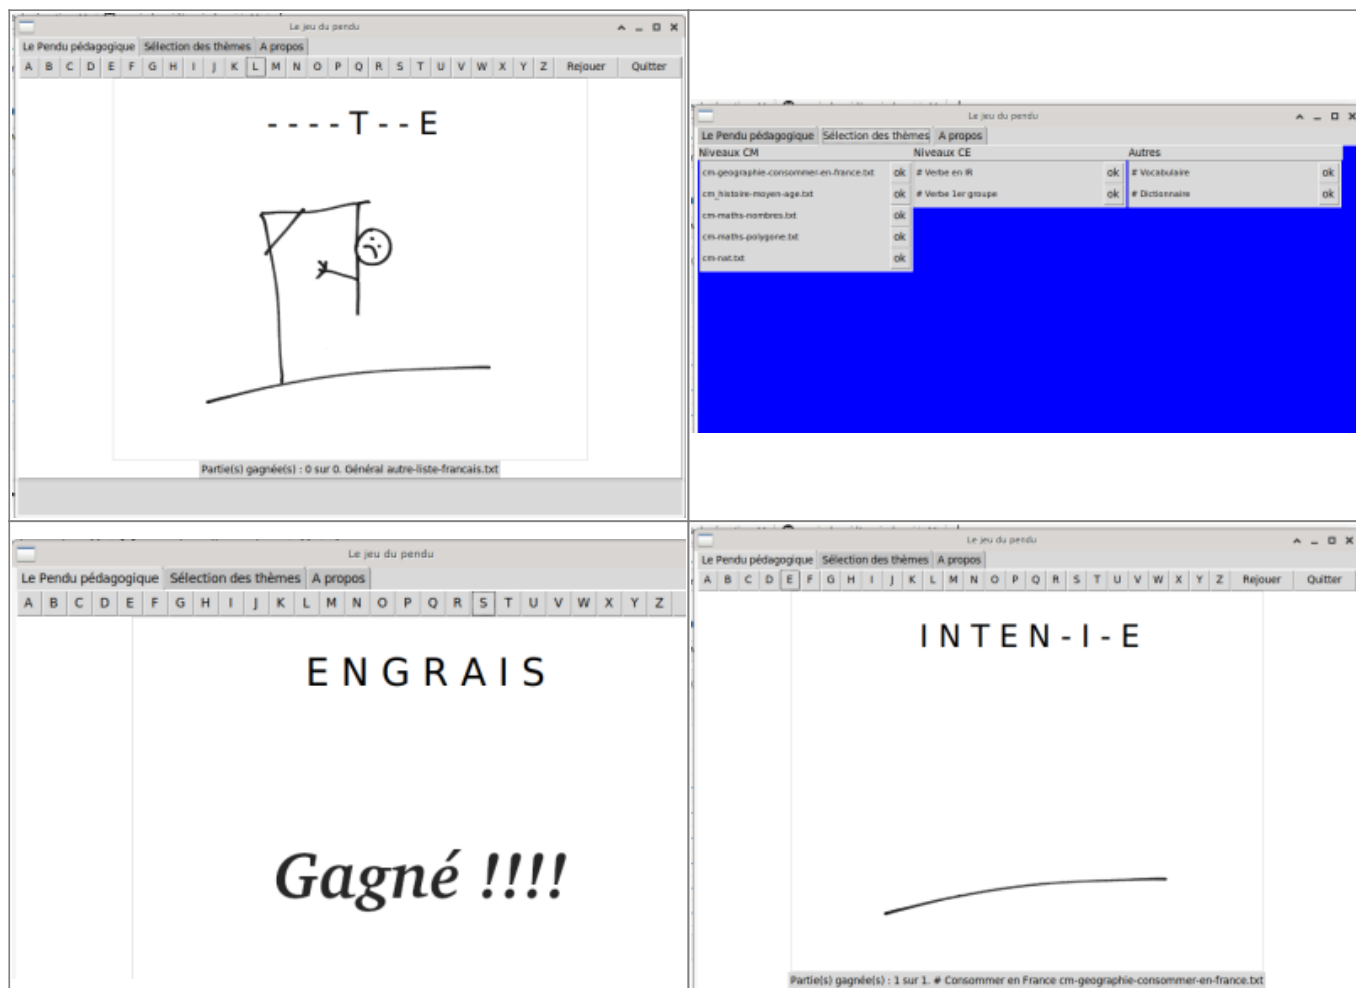 Le jeu du pendu
Le Pendu pédagogique Sélection des thèmes A propos
A B C D E F G H I J K L M N O P Q R S T U V W X Y Z Rejouer Quitter
- - - - T - - E
Partie(s) gagnée(s) : 0 sur 0. Général autre-liste-francais.txt
Le jeu du pendu
Le Pendu pédagogique Sélection des thèmes A propos
Niveaux CM Niveaux CE Autres
cm-geographie-consommer-en-france.txt ok # Verbe en IR ok # Vocabulaire ok
cm_histoire-moyen-age.txt ok # Verbe 1er groupe ok # Dictionnaire ok
cm-maths-nombres.txt ok
cm-maths-polygone.txt ok
cm-nat.txt ok
Le jeu du pendu
Le Pendu pédagogique Sélection des thèmes A propos
A B C D E F G H I J K L M N O P Q R S T U V W X Y Z
E N G R A I S
Gagné !!!!
Le jeu du pendu
Le Pendu pédagogique Sélection des thèmes A propos
A B C D E F G H I J K L M N O P Q R S T U V W X Y Z Rejouer Quitter
I N T E N - I - E
Partie(s) gagnée(s) : 1 sur 1. # Consommer en France cm-geographie-consommer-en-france.txt